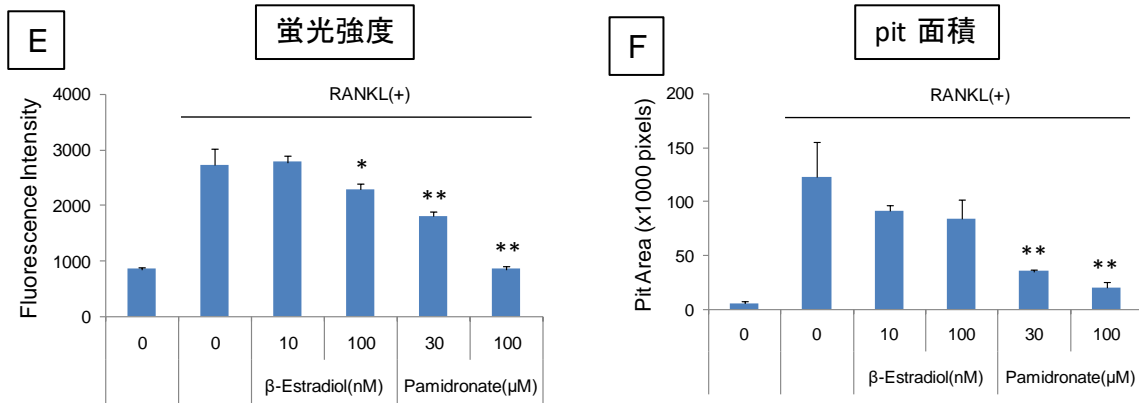 E
蛍光強度
RANKL(+)
Fluorescence Intensity
4000
3000
2000
1000
0
*
**
**
0 0 10 100 30 100
β-Estradiol(nM) Pamidronate(µM)
F
pit 面積
RANKL(+)
Pit Area (x1000 pixels)
200
150
100
50
0
**
**
0 0 10 100 30 100
β-Estradiol(nM) Pamidronate(µM)